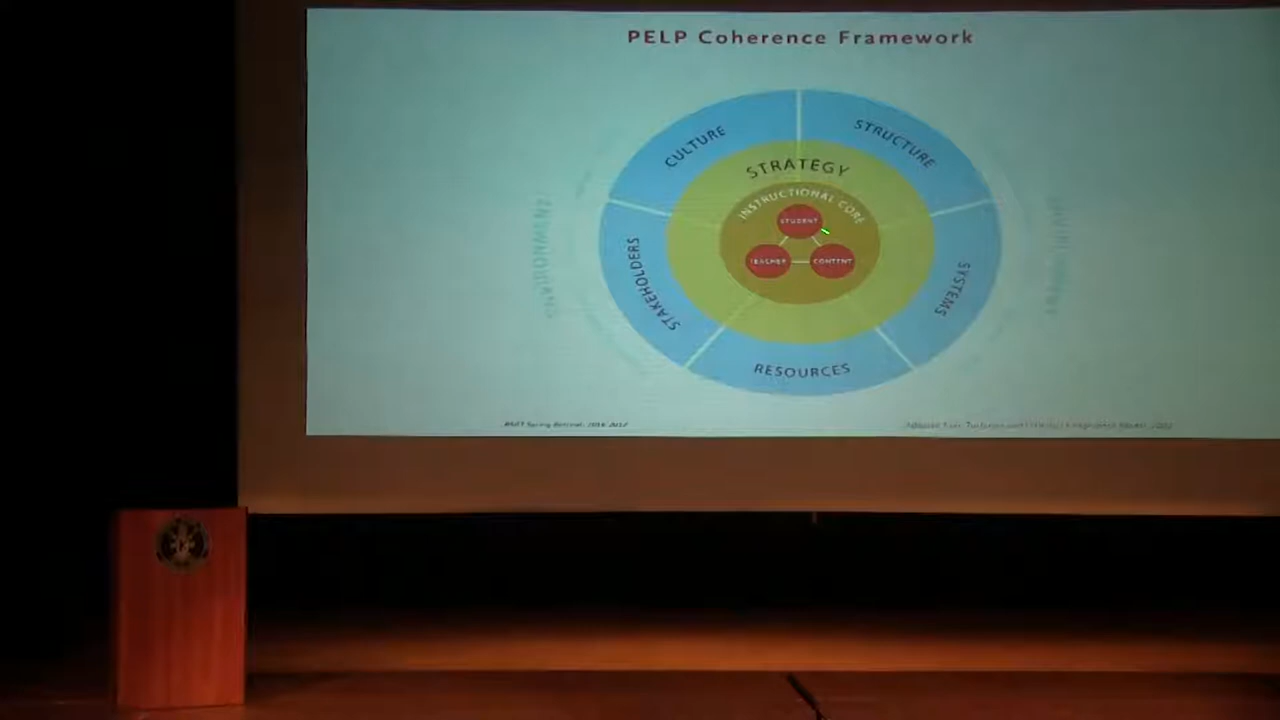 PELP Coherence Framework
CULTURE
STRUCTURE
STRATEGY
INSTRUCTIONAL CORE
STUDENT
TEACHER
CONTENT
ENVIRONMENT
STAKEHOLDERS
SYSTEMS
RESOURCES